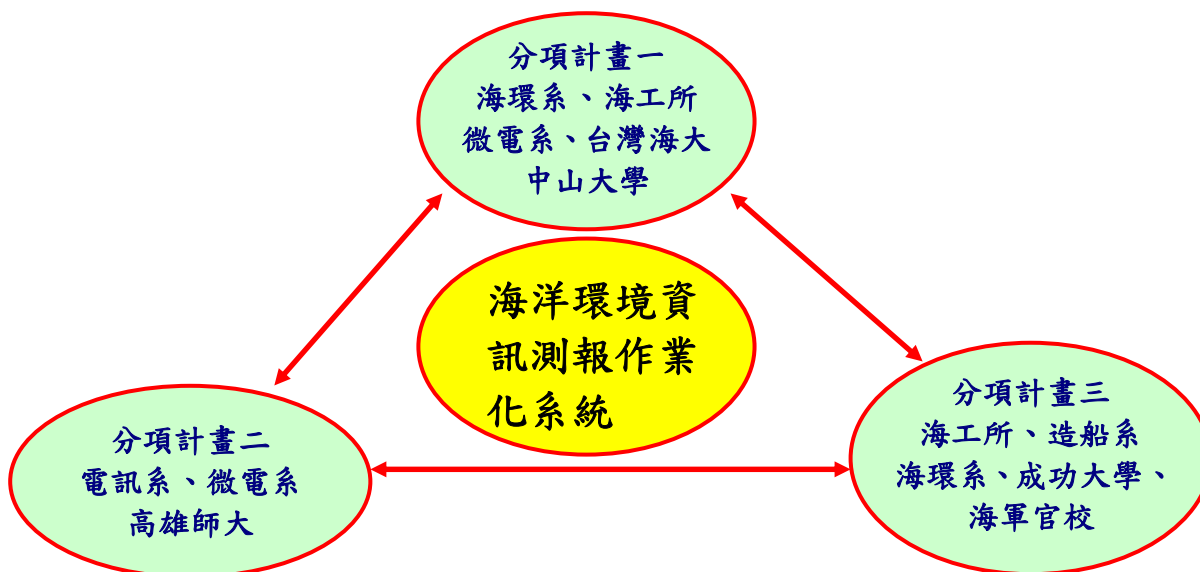 分項計畫一
海環系、海工所
微電系、台灣海大
中山大學
海洋環境資
訊測報作業
化系統
分項計畫二
電訊系、微電系
高雄師大
分項計畫三
海工所、造船系
海環系、成功大學、
海軍官校